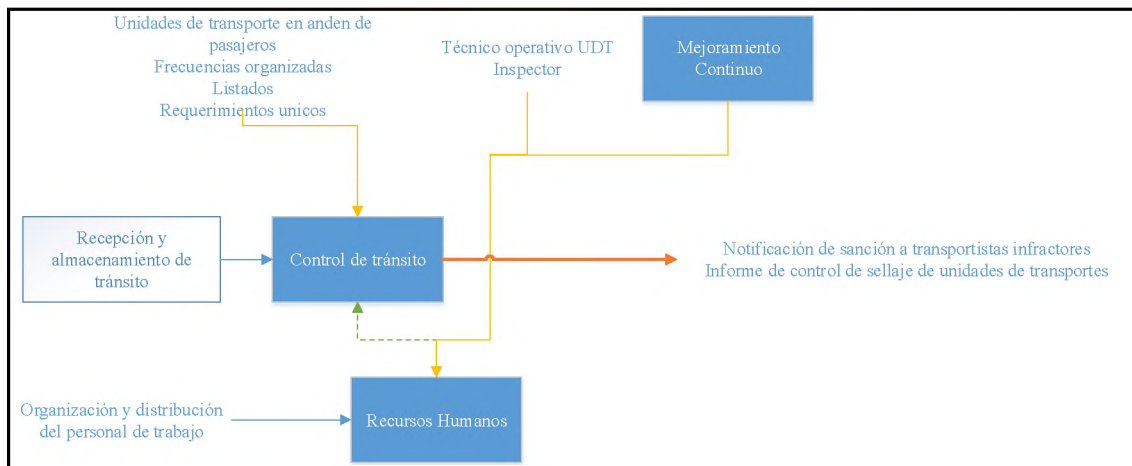 Unidades de transporte en anden de
pasajeros
Frecuencias organizadas
Listados
Requerimientos unicos
Técnico operativo UDT
Inspector
Mejoramiento
Continuo
Recepción y
almacenamiento de
tránsito
Control de tránsito
Notificación de sanción a transportistas infractores
Informe de control de sellaje de unidades de transportes
Organización y distribución
del personal de trabajo
Recursos Humanos